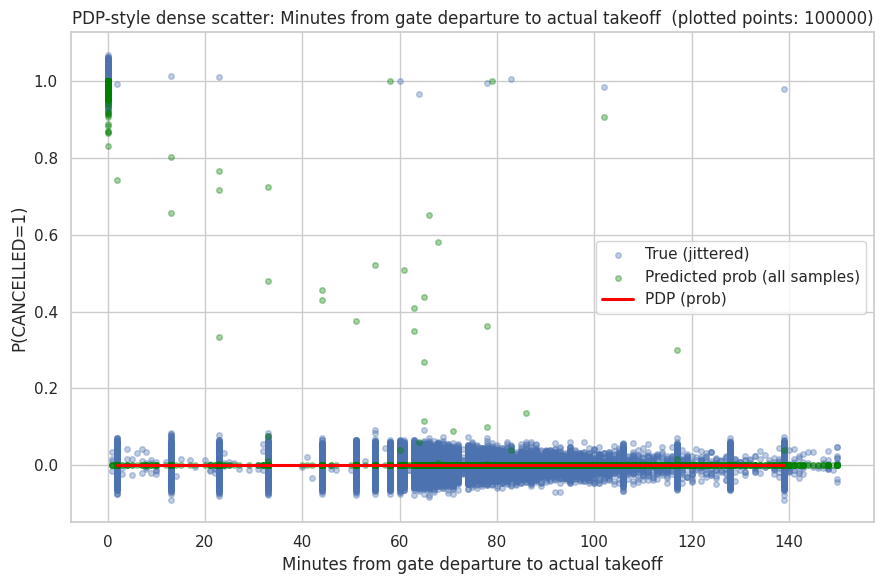 PDP-style dense scatter: Minutes from gate departure to actual takeoff  (plotted points: 100000)
P(CANCELLED=1)
1.0
0.8
0.6
0.4
0.2
0.0
True (jittered)
Predicted prob (all samples)
PDP (prob)
0 20 40 60 80 100 120 140
Minutes from gate departure to actual takeoff